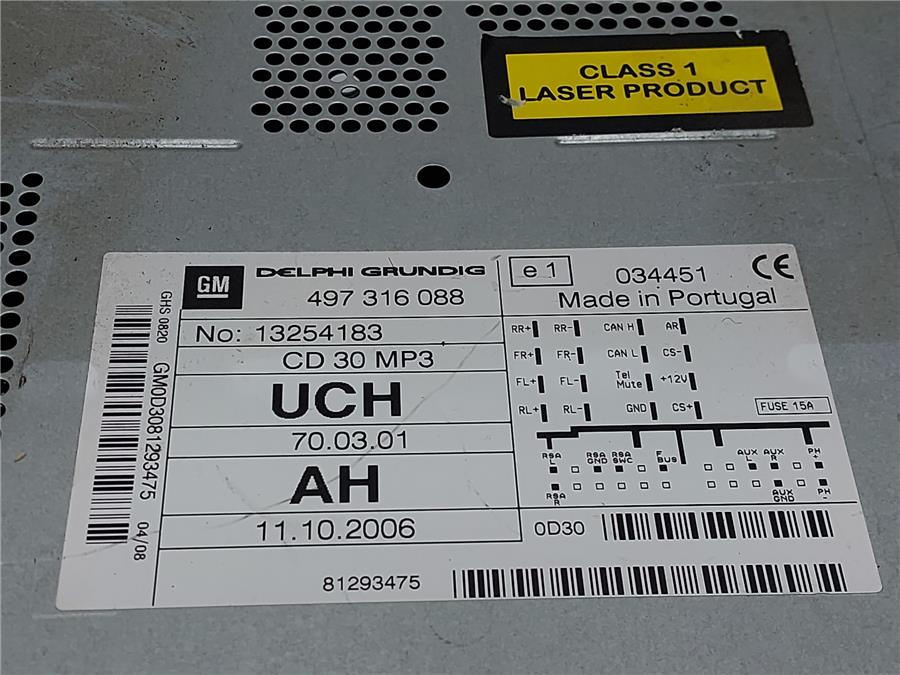 CLASS 1
LASER PRODUCT
GM
DELPHI GRUNDIG
497 316 088
No: 13254183
CD 30 MP3
UCH
70.03.01
AH
11.10.2006
81293475
GHS 0820
GM0D3081293475 04/08
e 1
034451 CE
Made in Portugal
RR+ RR- CAN H AR
FR+ FR- CAN L CS-
FL+ FL- Tel Mute +12V
RL+ RL- GND CS+
FUSE 15A
RSA L RSA GND RSA SWC F BUS AUX L AUX R PH +
RSA R AUX GND PH -
0D30